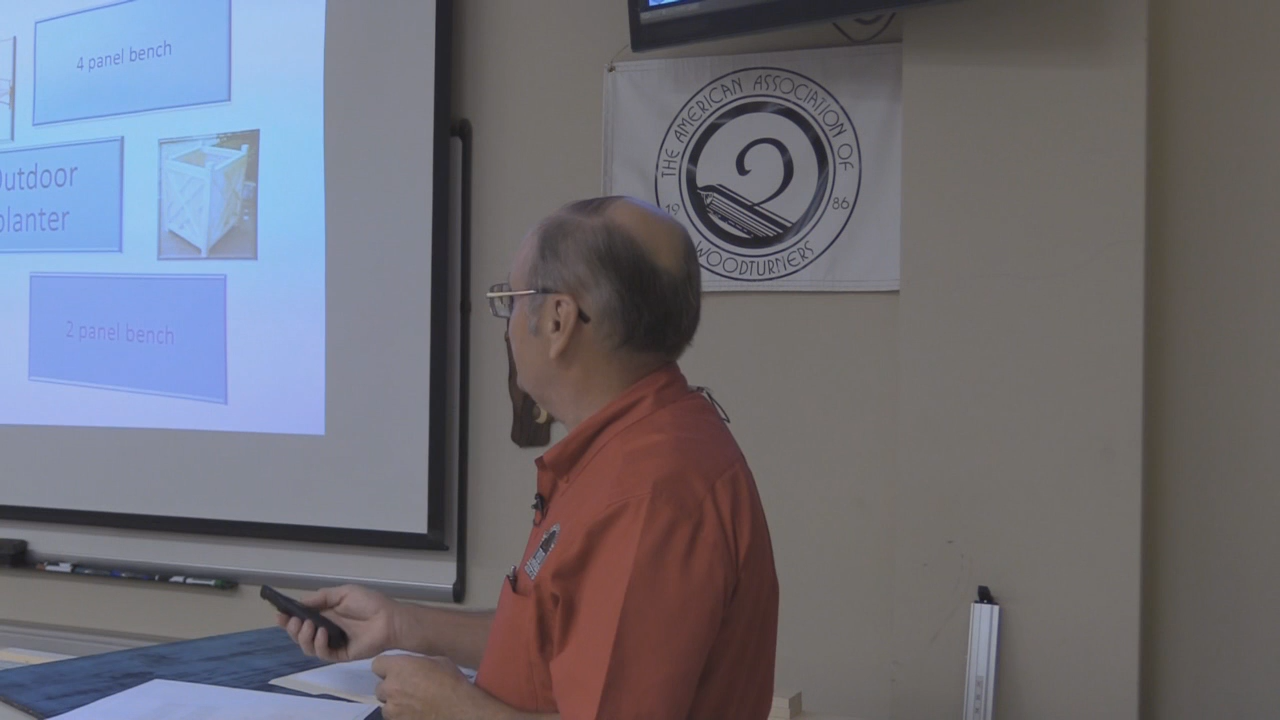 4 panel bench
Outdoor
planter
2 panel bench
THE AMERICAN ASSOCIATION OF
19 86
WOODTURNERS